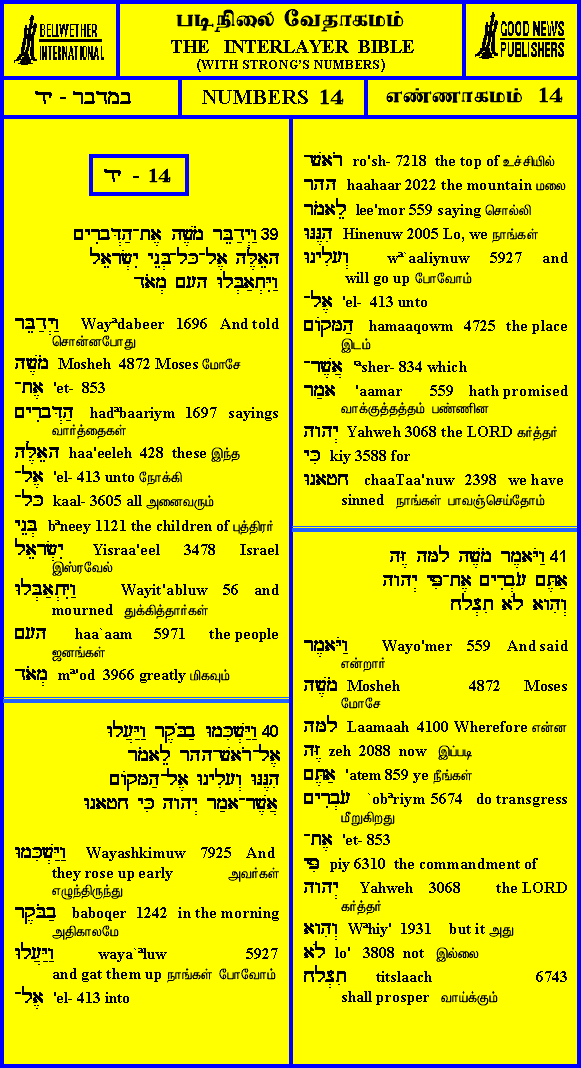 BELLWETHER
INTERNATIONAL
படிநிலை வேதாகமம்
THE INTERLAYER BIBLE
(WITH STRONG'S NUMBERS)
GOOD NEWS
PUBLISHERS
במדבר - יד
NUMBERS 14
எண்ணாகமம் 14
יד - 14
39 וַיְדַבֵּר מֹשֶׁה אֶת־הַדְּבָרִים
הָאֵלֶּה אֶל־כָּל־בְּנֵי יִשְׂרָאֵל
וַיִּתְאַבְּלוּ הָעָם מְאֹד
וַיְדַבֵּר Wayªdabeer 1696 And told
சொன்னபோது
מֹשֶׁה Mosheh 4872 Moses மோசே
אֶת־ 'et- 853
הַדְּבָרִים hadªbaariym 1697 sayings
வார்த்தைகள்
הָאֵלֶּה haa'eeleh 428 these இந்த
אֶל־ 'el- 413 unto நோக்கி
כָּל־ kaal- 3605 all அனைவரும்
בְּנֵי bªneey 1121 the children of புத்திரர்
יִשְׂרָאֵל Yisraa'eel 3478 Israel
இஸ்ரவேல்
וַיִּתְאַבְּלוּ Wayit'abluw 56 and
mourned துக்கித்தார்கள்
הָעָם haa`aam 5971 the people
ஜனங்கள்
מְאֹד mª'od 3966 greatly மிகவும்
40 וַיַּשְׁכִּמוּ בַבֹּקֶר וַיַּעֲלוּ
אֶל־רֹאשׁ־הָהָר לֵאמֹר
הִנֶּנּוּ וְעָלִינוּ אֶל־הַמָּקוֹם
אֲשֶׁר־אָמַר יְהוָה כִּי חָטָאנוּ
וַיַּשְׁכִּמוּ Wayashkimuw 7925 And
they rose up early அவர்கள்
எழுந்திருந்து
בַבֹּקֶר baboqer 1242 in the morning
அதிகாலமே
וַיַּעֲלוּ waya`ªluw 5927
and gat them up நாங்கள் போவோம்
אֶל־ 'el- 413 into
רֹאשׁ־ ro'sh- 7218 the top of உச்சியில்
הָהָר haahaar 2022 the mountain மலை
לֵאמֹר lee'mor 559 saying சொல்லி
הִנֶּנּוּ Hinenuw 2005 Lo, we நாங்கள்
וְעָלִינוּ wª`aaliynuw 5927 and
will go up போவோம்
אֶל־ 'el- 413 unto
הַמָּקוֹם hamaaqowm 4725 the place
இடம்
אֲשֶׁר־ ªsher- 834 which
אָמַר 'aamar 559 hath promised
வாக்குத்தத்தம் பண்ணின
יְהוָה Yahweh 3068 the LORD கர்த்தர்
כִּי kiy 3588 for
חָטָאנוּ chaaTaa'nuw 2398 we have
sinned நாங்கள் பாவஞ்செய்தோம்
41 וַיֹּאמֶר מֹשֶׁה לָמָּה זֶּה
אַתֶּם עֹבְרִים אֶת־פִּי יְהוָה
וְהִוא לֹא תִצְלָח
וַיֹּאמֶר Wayo'mer 559 And said
என்றார்
מֹשֶׁה Mosheh 4872 Moses
மோசே
לָמָּה Laamaah 4100 Wherefore என்ன
זֶּה zeh 2088 now இப்படி
אַתֶּם 'atem 859 ye நீங்கள்
עֹבְרִים `obªriym 5674 do transgress
மீறுகிறது
אֶת־ 'et- 853
פִּי piy 6310 the commandment of
יְהוָה Yahweh 3068 the LORD
கர்த்தர்
וְהִוא Wªhiy' 1931 but it அது
לֹא lo' 3808 not இல்லை
תִצְלָח titslaach 6743
shall prosper வாய்க்கும்